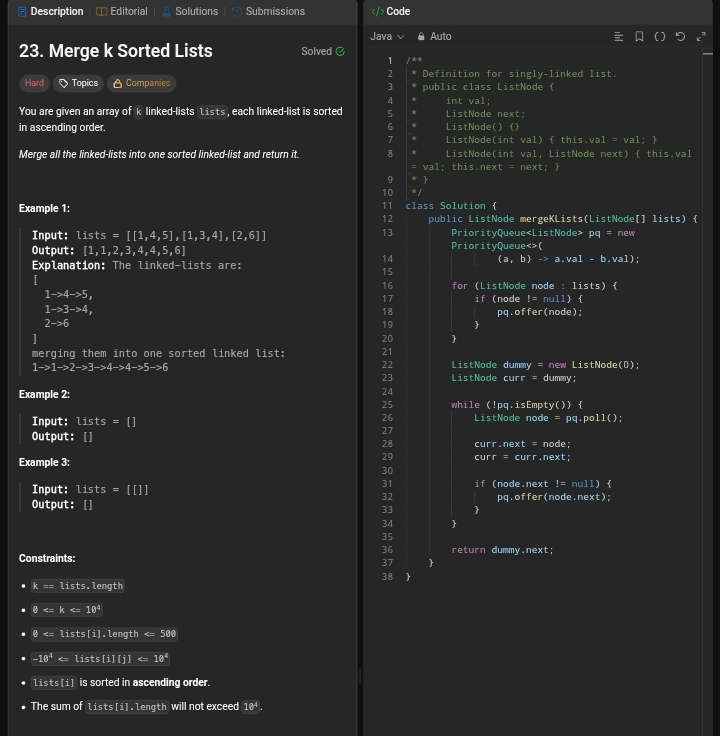 Description | Editorial | Solutions | Submissions
23. Merge k Sorted Lists
Solved
Hard Topics Companies
You are given an array of k linked-lists lists, each linked-list is sorted
in ascending order.
Merge all the linked-lists into one sorted linked-list and return it.
Example 1:
Input: lists = [[1,4,5],[1,3,4],[2,6]]
Output: [1,1,2,3,4,4,5,6]
Explanation: The linked-lists are:
[
  1->4->5,
  1->3->4,
  2->6
]
merging them into one sorted linked list:
1->1->2->3->4->4->5->6
Example 2:
Input: lists = []
Output: []
Example 3:
Input: lists = [[]]
Output: []
Constraints:
• k == lists.length
• 0 <= k <= 10⁴
• 0 <= lists[i].length <= 500
• -10⁴ <= lists[i][j] <= 10⁴
• lists[i] is sorted in ascending order.
• The sum of lists[i].length will not exceed 10⁴.
</> Code
Java Auto
1 /**
2  * Definition for singly-linked list.
3  * public class ListNode {
4  *     int val;
5  *     ListNode next;
6  *     ListNode() {}
7  *     ListNode(int val) { this.val = val; }
8  *     ListNode(int val, ListNode next) { this.val
= val; this.next = next; }
9  * }
10  */
11 class Solution {
12     public ListNode mergeKLists(ListNode[] lists) {
13         PriorityQueue<ListNode> pq = new
PriorityQueue<>(
14                 (a, b) -> a.val - b.val);
15
16         for (ListNode node : lists) {
17             if (node != null) {
18                 pq.offer(node);
19             }
20         }
21
22         ListNode dummy = new ListNode(0);
23         ListNode curr = dummy;
24
25         while (!pq.isEmpty()) {
26             ListNode node = pq.poll();
27
28             curr.next = node;
29             curr = curr.next;
30
31             if (node.next != null) {
32                 pq.offer(node.next);
33             }
34         }
35
36         return dummy.next;
37     }
38 }